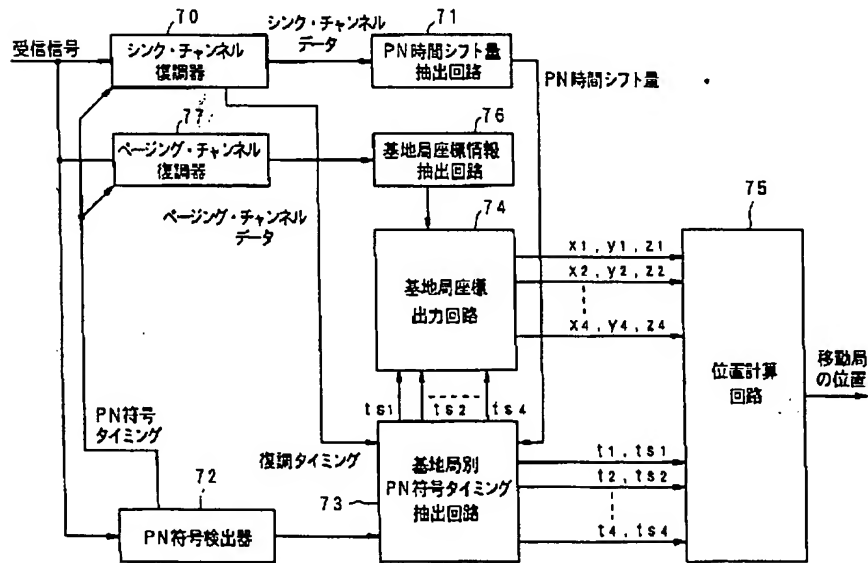 受信信号
70
シンク・チャンネル
復調器
シンク・チャンネル
データ
71
PN時間シフト量
抽出回路
PN時間シフト量
77
ページング・チャンネル
復調器
ページング・チャンネル
データ
76
基地局座標情報
抽出回路
74
基地局座標
出力回路
x1, y1, z1
x2, y2, z2
x4, y4, z4
75
位置計算
回路
移動局
の位置
ts1
ts2
ts4
PN符号
タイミング
復調タイミング
72
PN符号検出器
73
基地局別
PN符号タイミング
抽出回路
t1, ts1
t2, ts2
t4, ts4